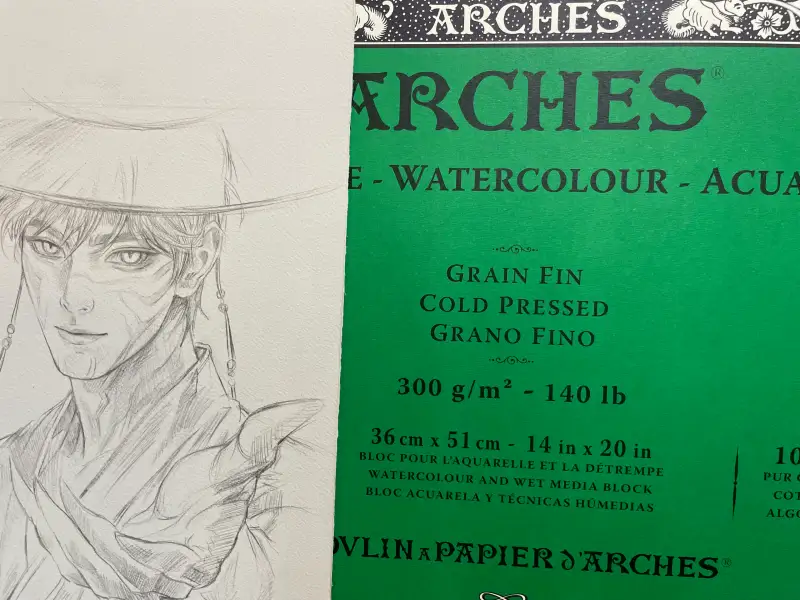 ARCHES
ARCHES®
- WATERCOLOUR -
GRAIN FIN
COLD PRESSED
GRANO FINO
300 g/m² - 140 lb
36 cm x 51 cm - 14 in x 20 in
BLOC POUR L'AQUARELLE ET LA DÉTREMPE
WATERCOLOUR AND WET MEDIA BLOCK
BLOC ACUARELA Y TÉCNICAS HÚMEDIAS
10
PUR
À PAPIER D'ARCHES®